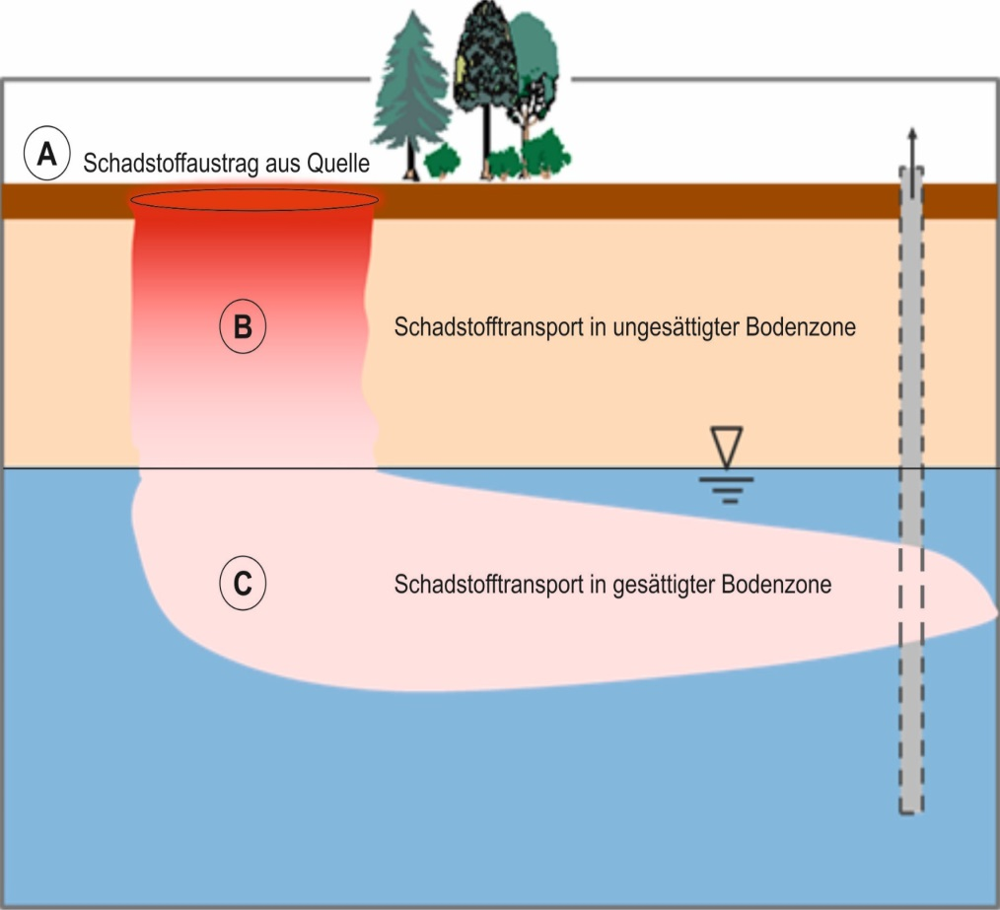 A
Schadstoffaustrag aus Quelle
B
Schadstofftransport in ungesättigter Bodenzone
C
Schadstofftransport in gesättigter Bodenzone